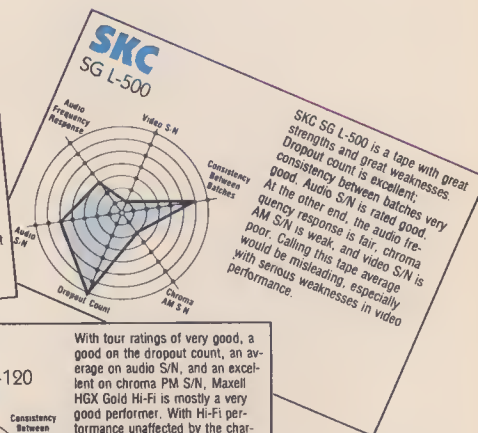 SKC
SG L-500
Audio
Frequency
Response
Video S/N
Consistency
Between
Batches
Audio
S/N
Dropout Count
Chroma
AM S/N
SKC SG L-500 is a tape with great
strengths and great weaknesses.
Dropout count is excellent;
consistency between batches very
good. Audio S/N is rated good.
At the other end, the audio fre-
quency response is fair, chroma
AM S/N is weak, and video S/N is
poor. Calling this tape average
would be misleading, especially
with serious weaknesses in video
performance.
-120
Consistency
Between
With four ratings of very good, a
good on the dropout count, an av-
erage on audio S/N, and an excel-
lent on chroma PM S/N, Maxell
HGX Gold Hi-Fi is mostly a very
good performer. With Hi-Fi per-
formance unaffected by the char-